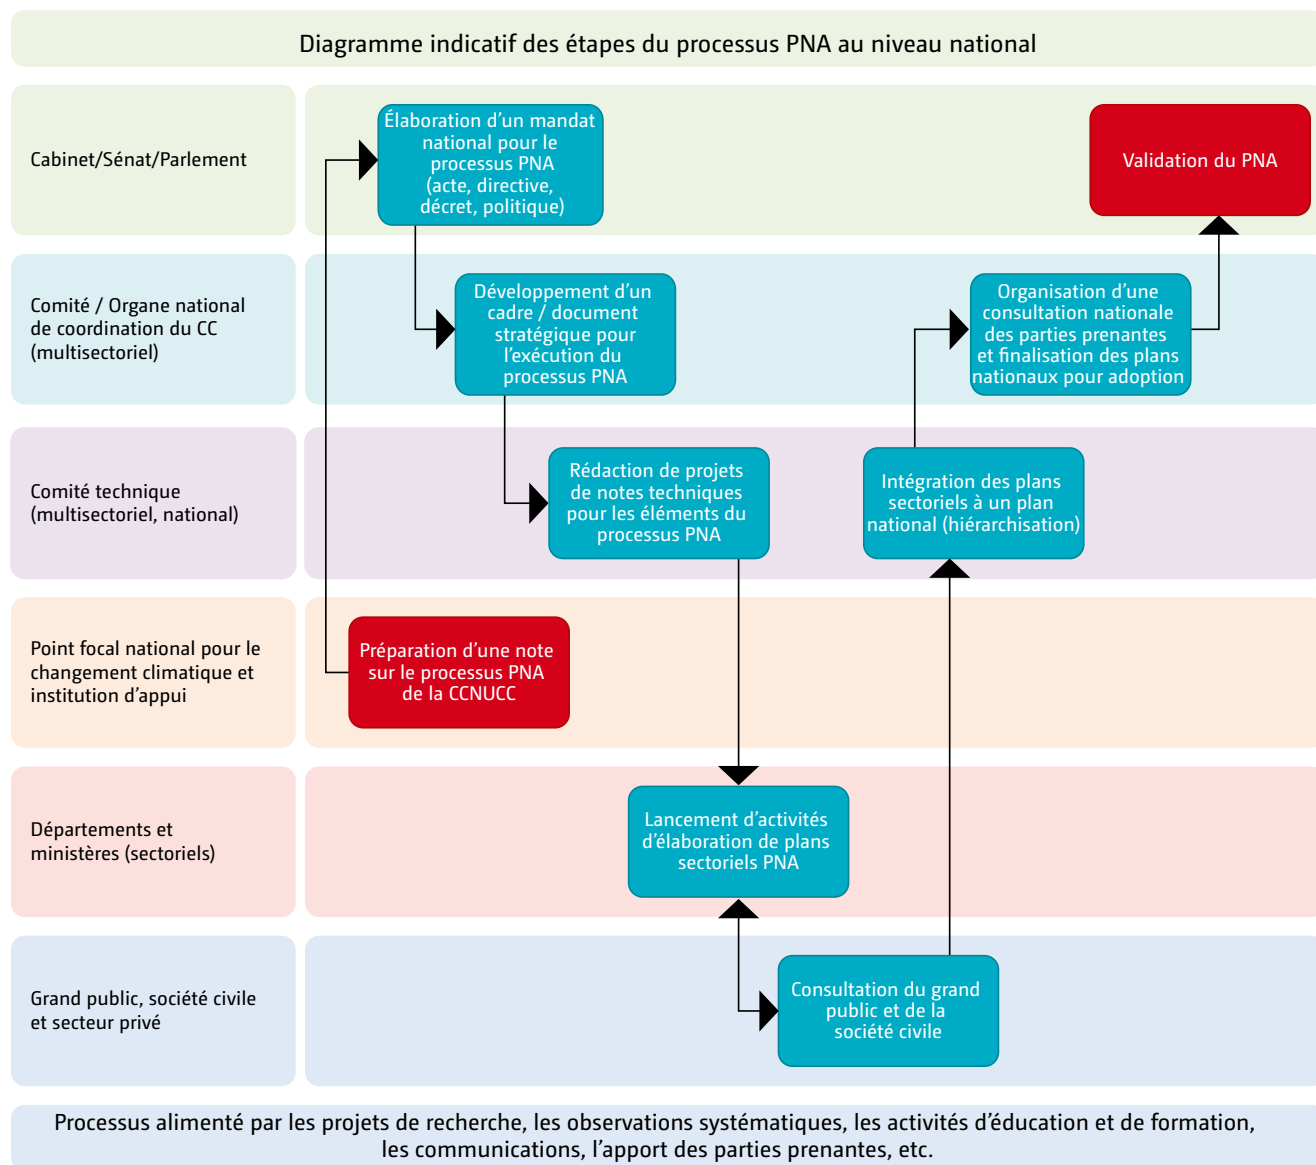 Diagramme indicatif des étapes du processus PNA au niveau national
Cabinet/Sénat/Parlement
Élaboration d’un mandat
national pour le
processus PNA
(acte, directive,
décret, politique)
Validation du PNA
Comité / Organe national
de coordination du CC
(multisectoriel)
Développement d’un
cadre / document
stratégique pour
l’exécution du
processus PNA
Organisation d’une
consultation nationale
des parties prenantes
et finalisation des plans
nationaux pour adoption
Comité technique
(multisectoriel, national)
Rédaction de projets
de notes techniques
pour les éléments du
processus PNA
Intégration des plans
sectoriels à un plan
national (hiérarchisation)
Point focal national pour le
changement climatique et
institution d’appui
Préparation d’une note
sur le processus PNA
de la CCNUCC
Départements et
ministères (sectoriels)
Lancement d’activités
d’élaboration de plans
sectoriels PNA
Grand public, société civile
et secteur privé
Consultation du grand
public et de la
société civile
Processus alimenté par les projets de recherche, les observations systématiques, les activités d’éducation et de formation,
les communications, l’apport des parties prenantes, etc.